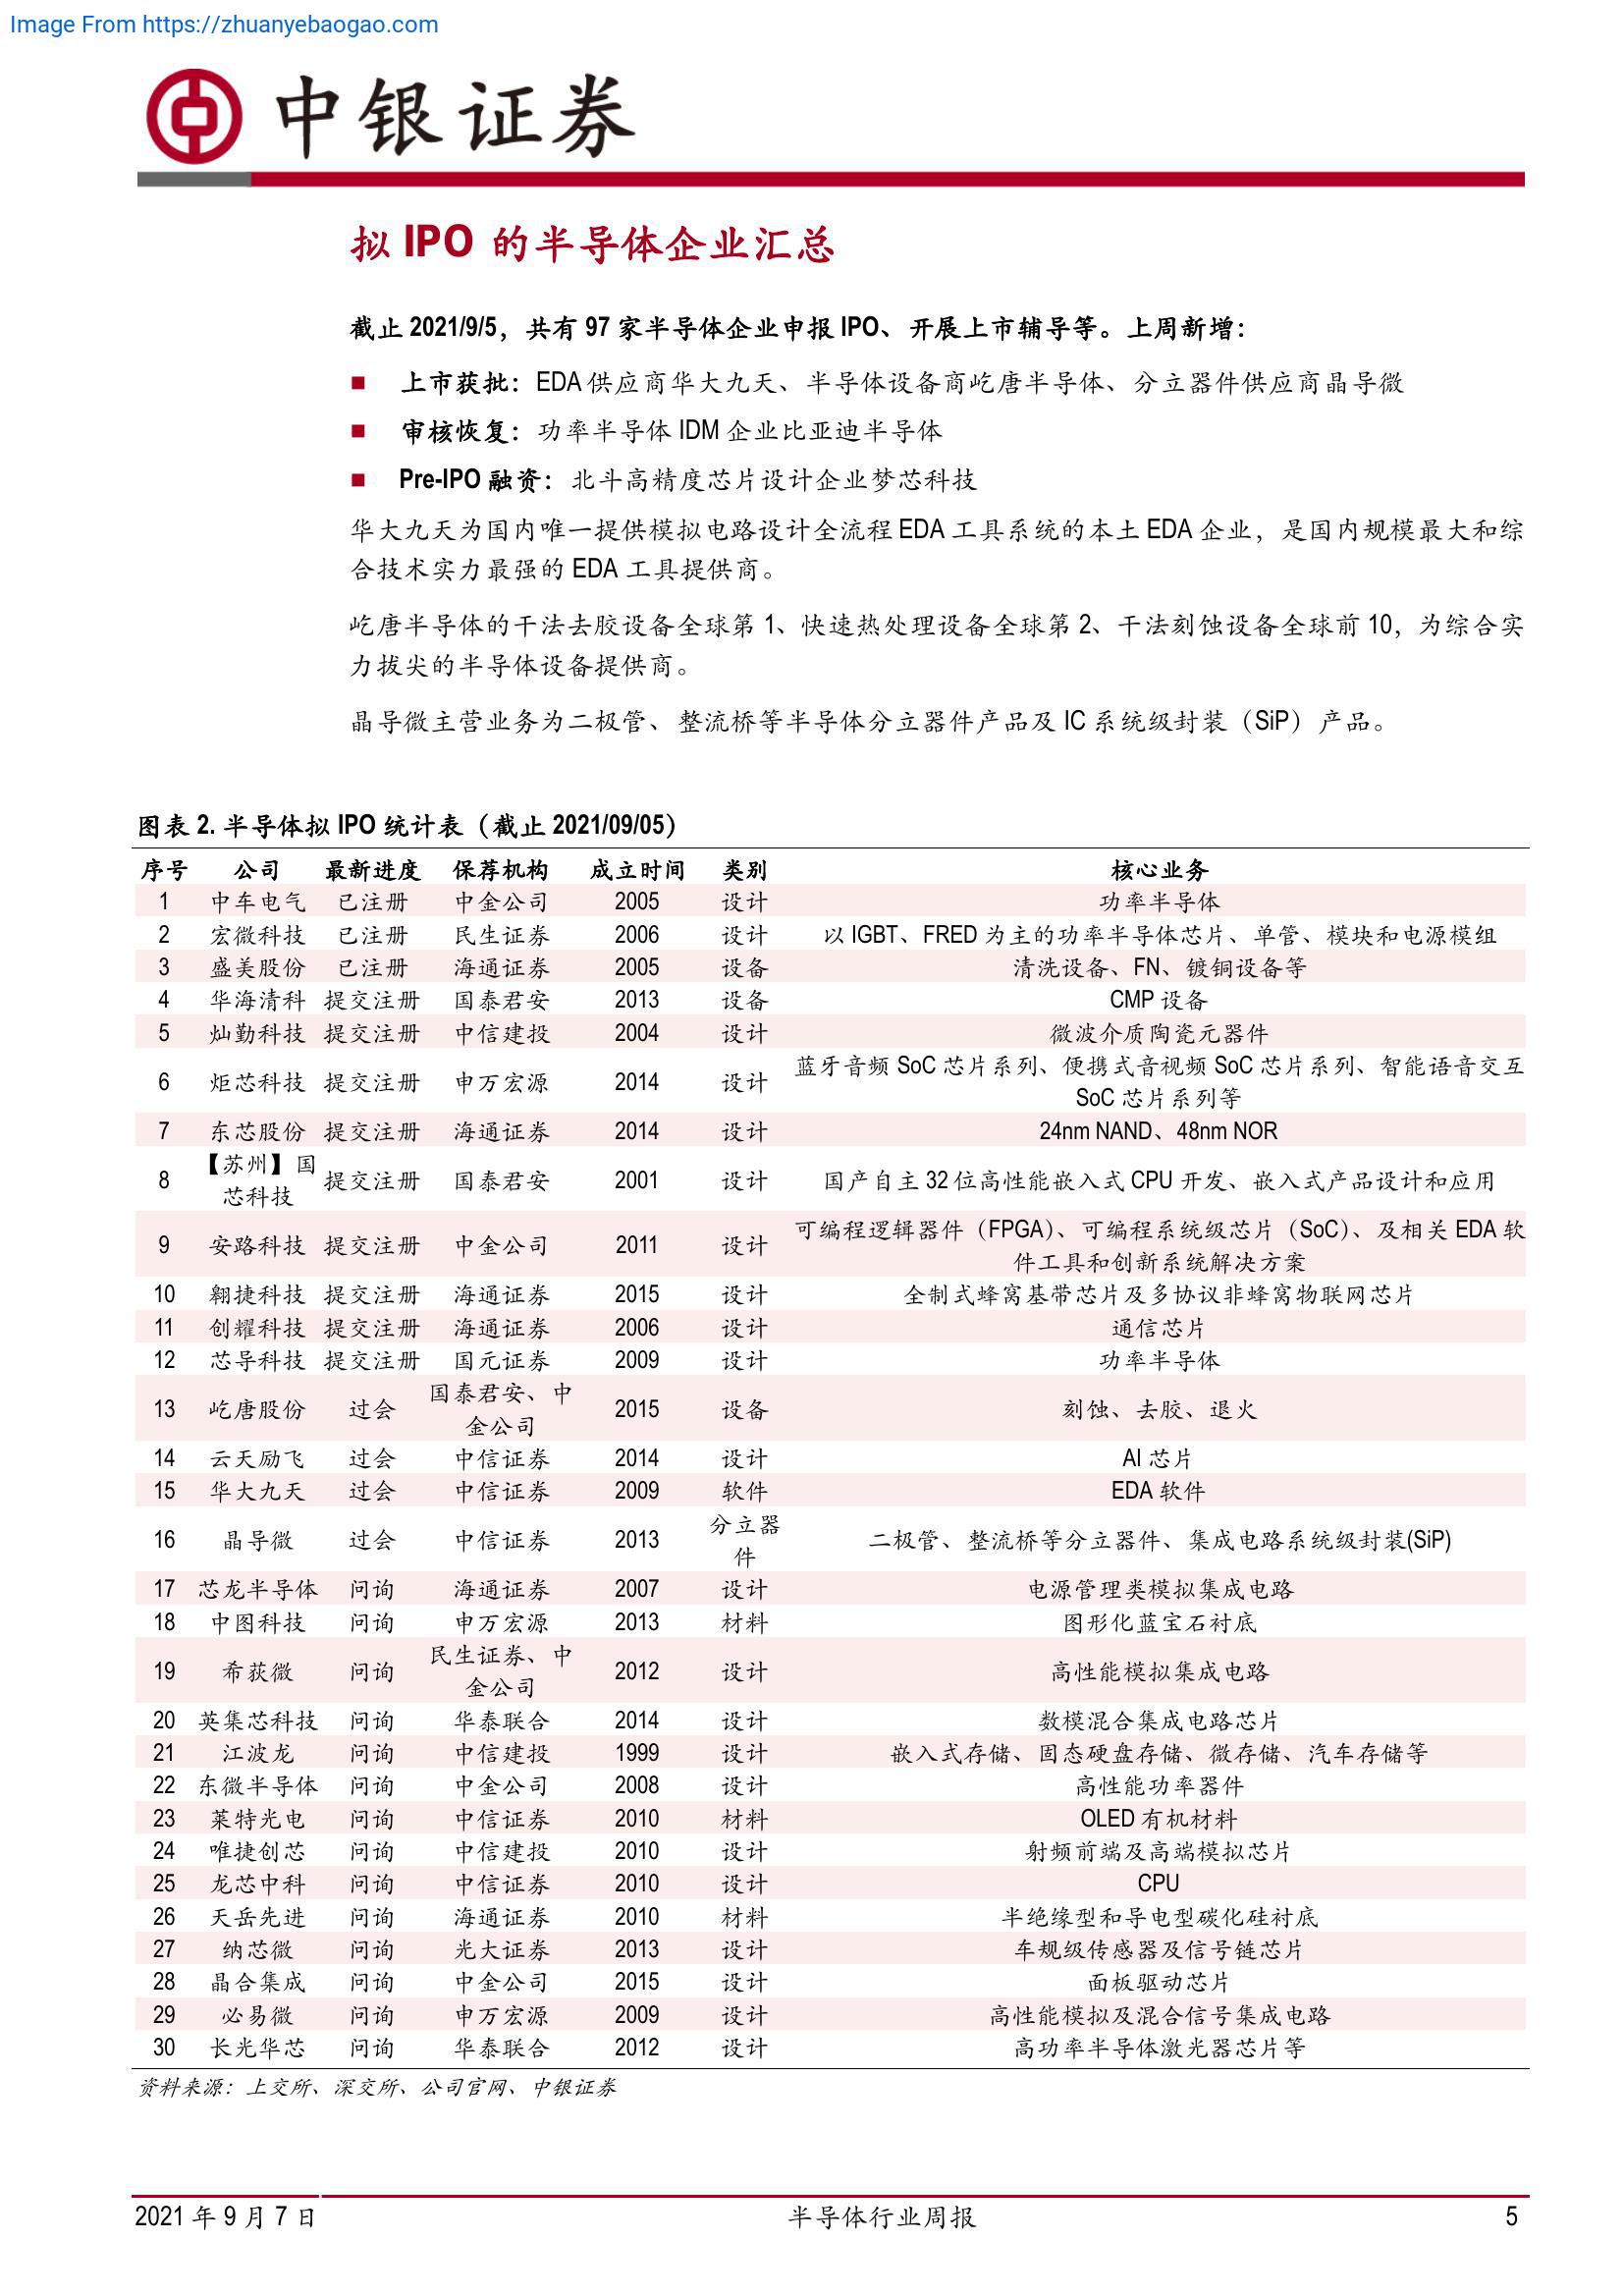 Image From https://zhuanyebaogao.com
中银证券
拟 IPO 的半导体企业汇总
截止 2021/9/5，共有 97 家半导体企业申报 IPO、开展上市辅导等。上周新增：
■ 上市获批：EDA 供应商华大九天、半导体设备商屹唐半导体、分立器件供应商晶导微
■ 审核恢复：功率半导体 IDM 企业比亚迪半导体
■ Pre-IPO 融资：北斗高精度芯片设计企业梦芯科技
华大九天为国内唯一提供模拟电路设计全流程 EDA 工具系统的本土 EDA 企业，是国内规模最大和综
合技术实力最强的 EDA 工具提供商。
屹唐半导体的干法去胶设备全球第 1、快速热处理设备全球第 2、干法刻蚀设备全球前 10，为综合实
力拔尖的半导体设备提供商。
晶导微主营业务为二极管、整流桥等半导体分立器件产品及 IC 系统级封装（SiP）产品。
图表 2. 半导体拟 IPO 统计表（截止 2021/09/05）
序号 公司 最新进度 保荐机构 成立时间 类别 核心业务
1 中车电气 已注册 中金公司 2005 设计 功率半导体
2 宏微科技 已注册 民生证券 2006 设计 以 IGBT、FRED 为主的功率半导体芯片、单管、模块和电源模组
3 盛美股份 已注册 海通证券 2005 设备 清洗设备、FN、镀铜设备等
4 华海清科 提交注册 国泰君安 2013 设备 CMP 设备
5 灿勤科技 提交注册 中信建投 2004 设计 微波介质陶瓷元器件
6 炬芯科技 提交注册 申万宏源 2014 设计 蓝牙音频 SoC 芯片系列、便携式音视频 SoC 芯片系列、智能语音交互
SoC 芯片系列等
7 东芯股份 提交注册 海通证券 2014 设计 24nm NAND、48nm NOR
8 【苏州】国 提交注册 国泰君安 2001 设计 国产自主 32 位高性能嵌入式 CPU 开发、嵌入式产品设计和应用
芯科技
9 安路科技 提交注册 中金公司 2011 设计 可编程逻辑器件（FPGA）、可编程系统级芯片（SoC）、及相关 EDA 软
件工具和创新系统解决方案
10 翱捷科技 提交注册 海通证券 2015 设计 全制式蜂窝基带芯片及多协议非蜂窝物联网芯片
11 创耀科技 提交注册 海通证券 2006 设计 通信芯片
12 芯导科技 提交注册 国元证券 2009 设计 功率半导体
13 屹唐股份 过会 国泰君安、中 2015 设备 刻蚀、去胶、退火
金公司
14 云天励飞 过会 中信证券 2014 设计 AI 芯片
15 华大九天 过会 中信证券 2009 软件 EDA 软件
16 晶导微 过会 中信证券 2013 分立器 二极管、整流桥等分立器件、集成电路系统级封装(SiP)
件
17 芯龙半导体 问询 海通证券 2007 设计 电源管理类模拟集成电路
18 中图科技 问询 申万宏源 2013 材料 图形化蓝宝石衬底
19 希荻微 问询 民生证券、中 2012 设计 高性能模拟集成电路
金公司
20 英集芯科技 问询 华泰联合 2014 设计 数模混合集成电路芯片
21 江波龙 问询 中信建投 1999 设计 嵌入式存储、固态硬盘存储、微存储、汽车存储等
22 东微半导体 问询 中金公司 2008 设计 高性能功率器件
23 莱特光电 问询 中信证券 2010 材料 OLED 有机材料
24 唯捷创芯 问询 中信建投 2010 设计 射频前端及高端模拟芯片
25 龙芯中科 问询 中信证券 2010 设计 CPU
26 天岳先进 问询 海通证券 2010 材料 半绝缘型和导电型碳化硅衬底
27 纳芯微 问询 光大证券 2013 设计 车规级传感器及信号链芯片
28 晶合集成 问询 中金公司 2015 设计 面板驱动芯片
29 必易微 问询 申万宏源 2009 设计 高性能模拟及混合信号集成电路
30 长光华芯 问询 华泰联合 2012 设计 高功率半导体激光器芯片等
资料来源：上交所、深交所、公司官网、中银证券
2021 年 9 月 7 日 半导体行业周报 5